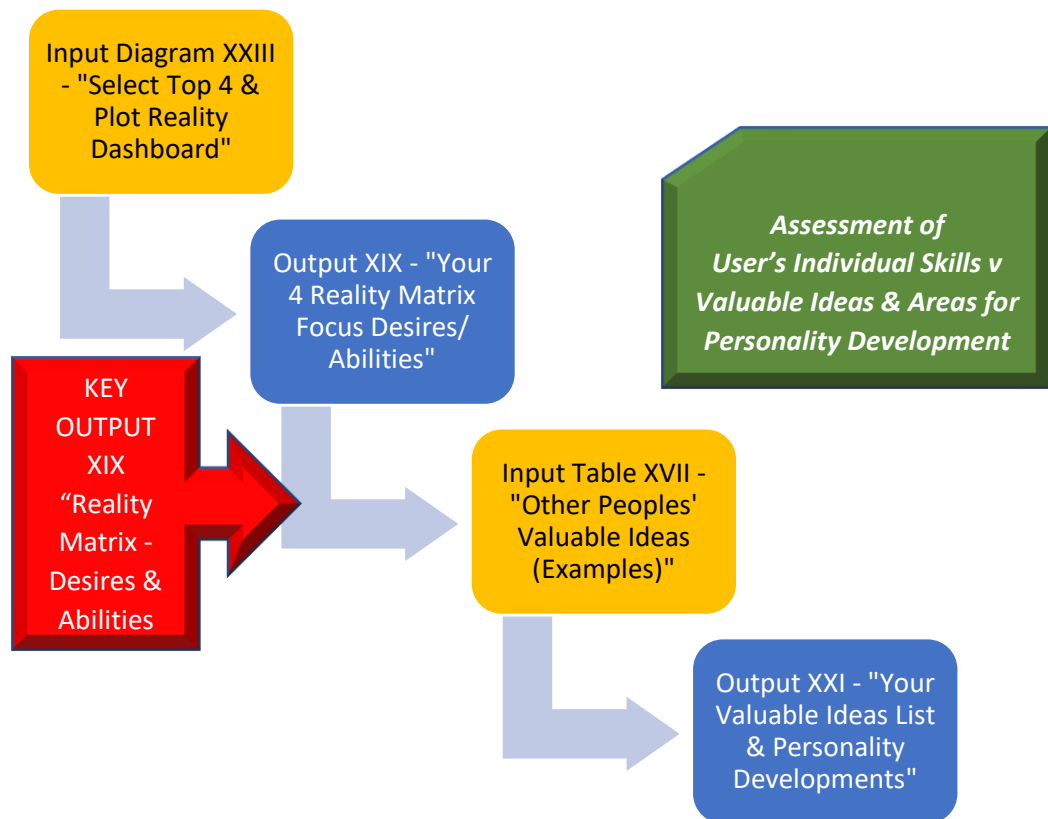 Input Diagram XXIII
- "Select Top 4 &
Plot Reality
Dashboard"
Assessment of
User's Individual Skills v
Valuable Ideas & Areas for
Personality Development
Output XIX - "Your
4 Reality Matrix
Focus Desires/
Abilities"
KEY
OUTPUT
XIX
“Reality
Matrix -
Desires &
Abilities
Input Table XVII -
"Other Peoples'
Valuable Ideas
(Examples)"
Output XXI - "Your
Valuable Ideas List
& Personality
Developments"